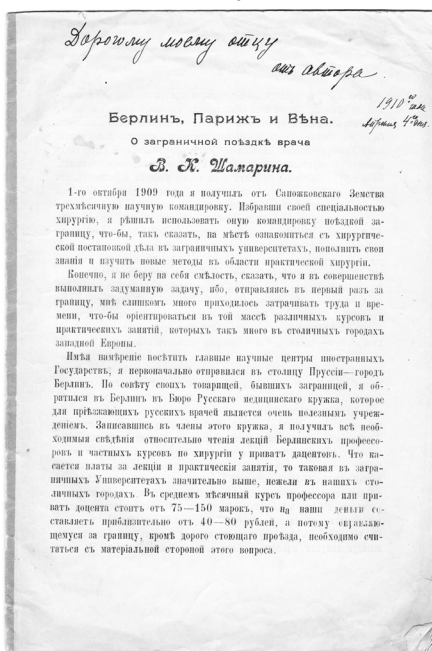 Дорогому моему отцу
отъ автора
1910 го года
Апрѣля 4 го дня.
Берлинъ, Парижъ и Вѣна.
О заграничной поѣздкѣ врача
В. К. Шамарина.
1-го октября 1909 года я получилъ отъ Сапожковскаго Земства
трехмѣсячную научную командировку. Избравши своей спеціальностью
хирургію, я рѣшилъ использовать оную командировку поѣздкой за-
границу, что-бы, такъ сказать, на мѣстѣ ознакомиться съ хирургиче-
ской постановкой дѣла въ заграничныхъ университетахъ, пополнить свои
знанія и изучить новые методы въ области практической хирургіи.
Конечно, я не беру на себя смѣлость, сказать, что я въ совершенствѣ
выполнилъ задуманную задачу, ибо, отправляясь въ первый разъ за-
границу, мнѣ слишкомъ много приходилось затрачивать труда и вре-
мени, что-бы оріентироваться въ той массѣ различныхъ курсовъ и
практическихъ занятій, которыхъ такъ много въ столичныхъ городахъ
западной Европы.
Имѣя намѣреніе посѣтить главные научные центры иностранныхъ
Государствъ, я первоначально отправился въ столицу Пруссіи—городъ
Берлинъ. По совѣту своихъ товарищей, бывшихъ заграницей, я об-
ратился въ Берлинъ въ Бюро Русскаго медицинскаго кружка, которое
для пріѣзжающихъ русскихъ врачей является очень полезнымъ учреж-
деніемъ. Записавшись въ члены этого кружка, я получилъ всѣ необ-
ходимыя свѣдѣнія относительно чтенія лекцій Берлинскихъ профессо-
ровъ и частныхъ курсовъ по хирургіи у приватъ дацентовъ. Что ка-
сается платы за лекціи и практическія занятія, то таковая въ загра-
ничныхъ Университетахъ значительно выше, нежели въ нашихъ сто-
личныхъ городахъ. Въ среднемъ мѣсячный курсъ профессора или при-
ватъ доцента стоитъ отъ 75—150 марокъ, что на наши деньги со-
ставляетъ приблизительно отъ 40—80 рублей, а потому отправляю-
щемуся за границу, кромѣ дорого стоющаго проѣзда, необходимо счи-
таться съ матеріальной стороной этого вопроса.